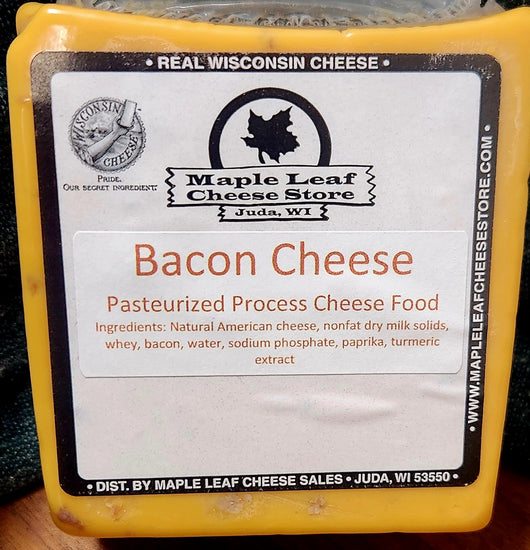 • REAL WISCONSIN CHEESE •
WISCONSIN
CHEESE
PRIDE.
OUR SECRET INGREDIENT.
Maple Leaf
Cheese Store
Juda, WI
Bacon Cheese
Pasteurized Process Cheese Food
Ingredients: Natural American cheese, nonfat dry milk solids,
whey, bacon, water, sodium phosphate, paprika, turmeric
extract
• WWW.MAPLELEAFCHEESESTORE.COM •
• DIST. BY MAPLE LEAF CHEESE SALES • JUDA, WI 53550 •